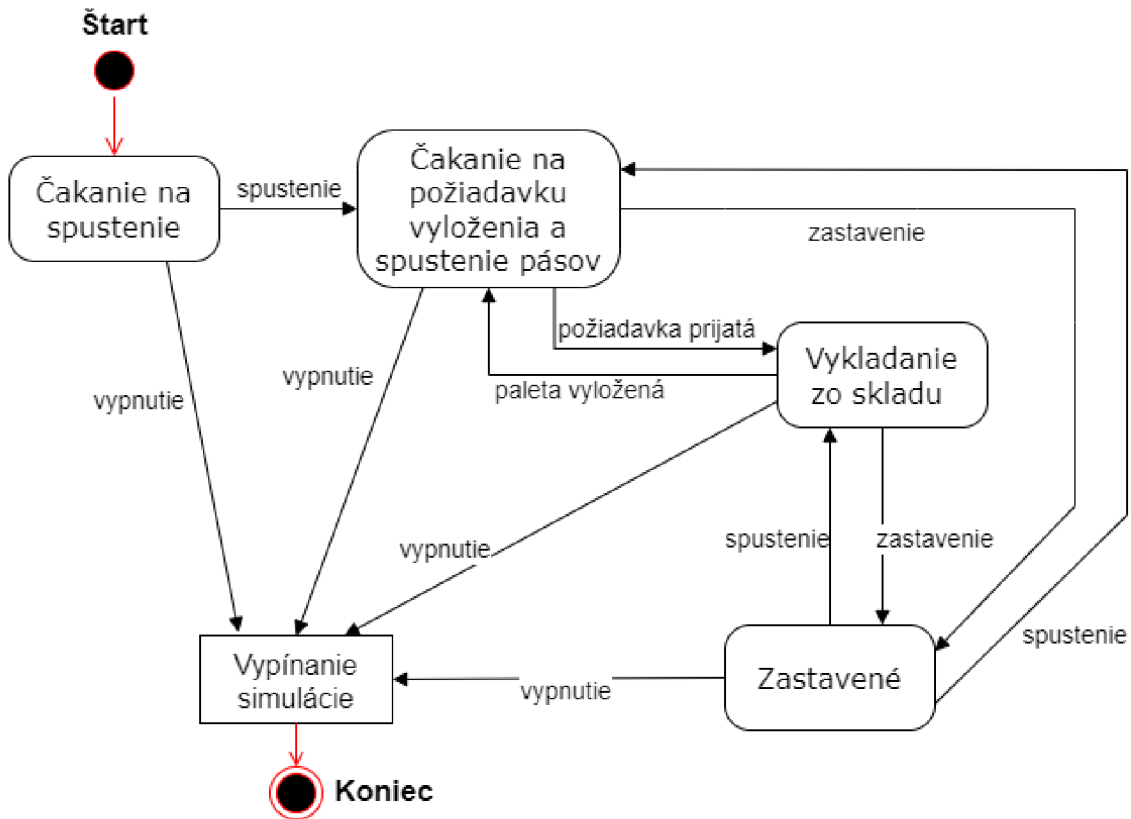 Štart
Čakanie na
spustenie
spustenie
Čakanie na
požiadavku
vyloženia a
spustenie pásov
zastavenie
požiadavka prijatá
paleta vyložená
Vykladanie
zo skladu
vypnutie
vypnutie
vypnutie
spustenie
zastavenie
spustenie
Vypínanie
simulácie
vypnutie
Zastavené
Koniec